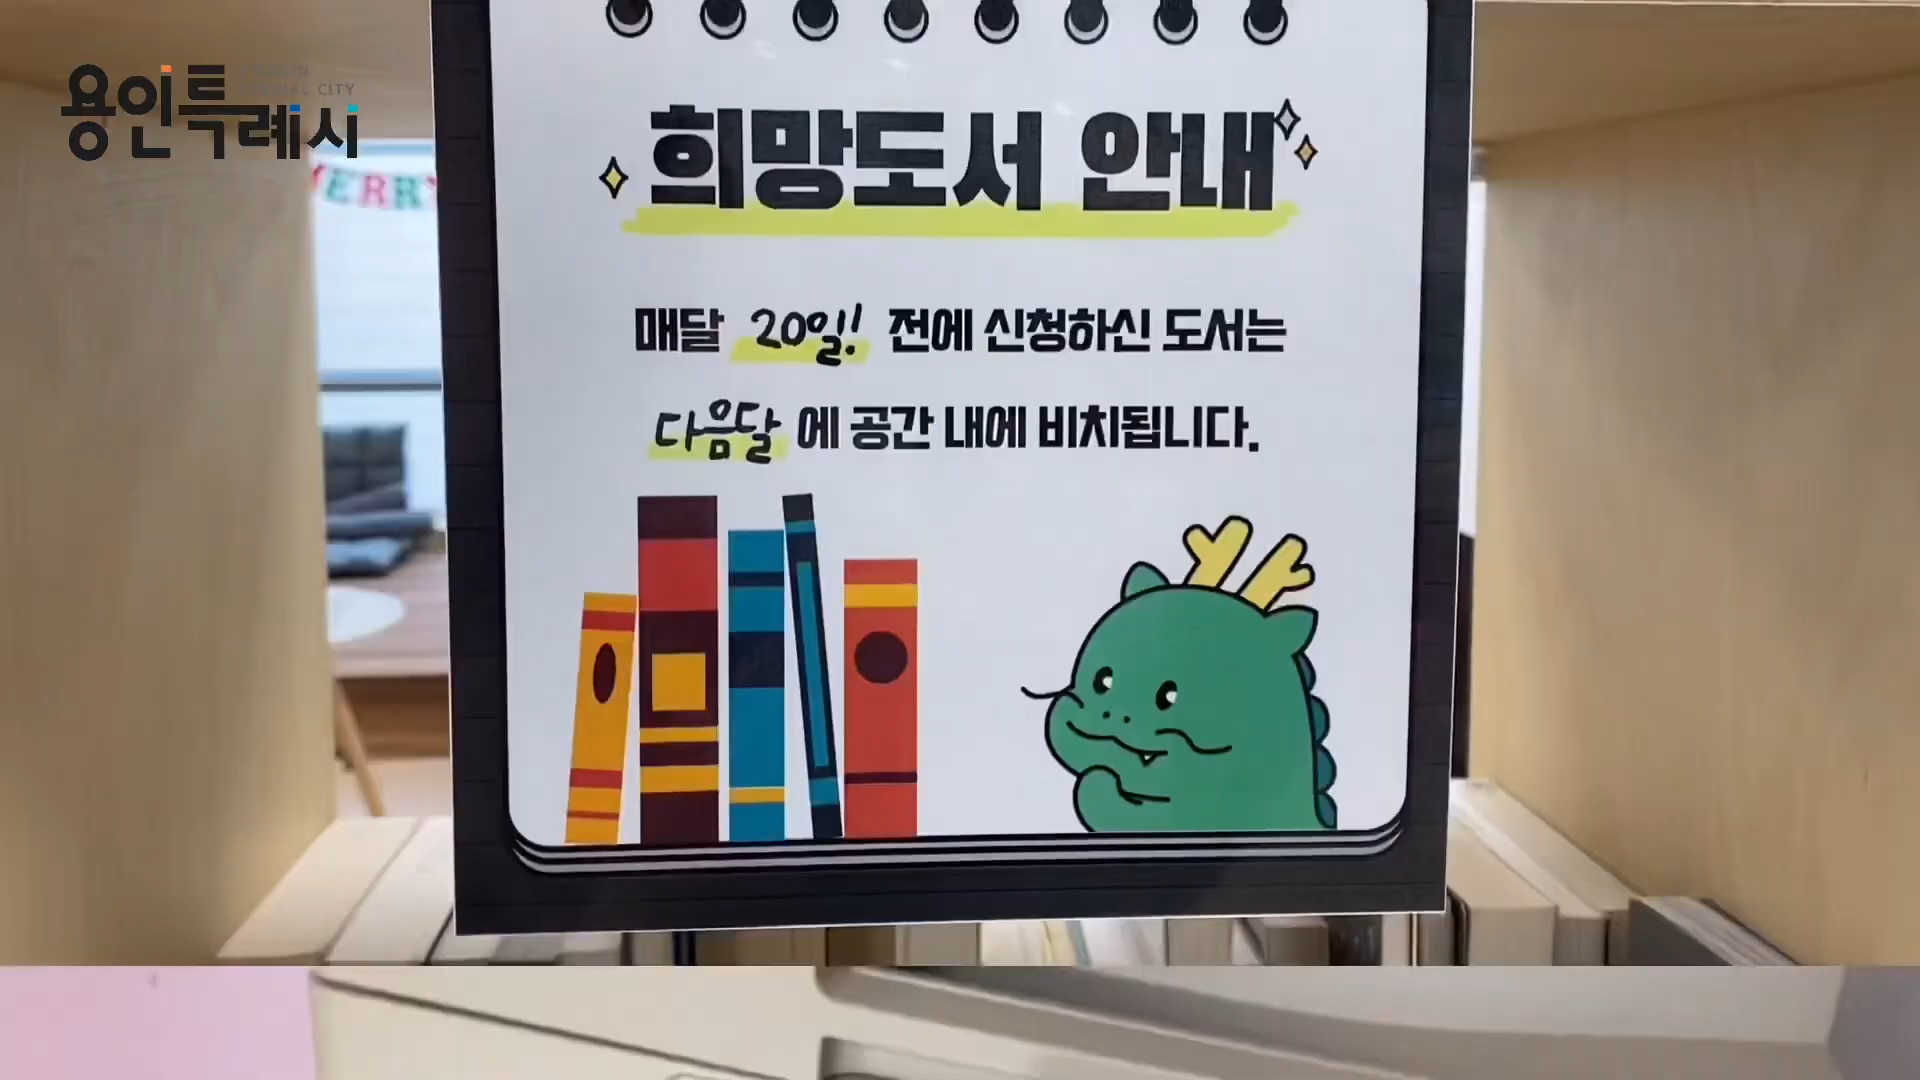 용인특례시
CITY
MERRY
희망도서 안내
매달 20일! 전에 신청하신 도서는
다음달 에 공간 내에 비치됩니다.